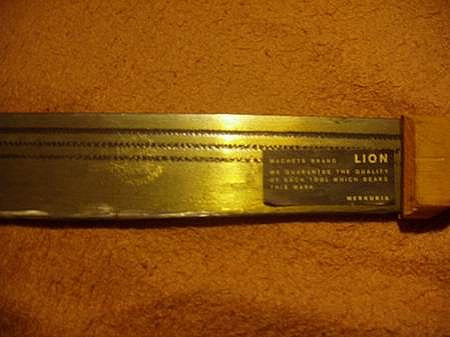 MACHETE BRAND LION
WE GUARANTEE THE QUALITY
OF EACH TOOL WHICH BEARS
THIS MARK
MERKURIA